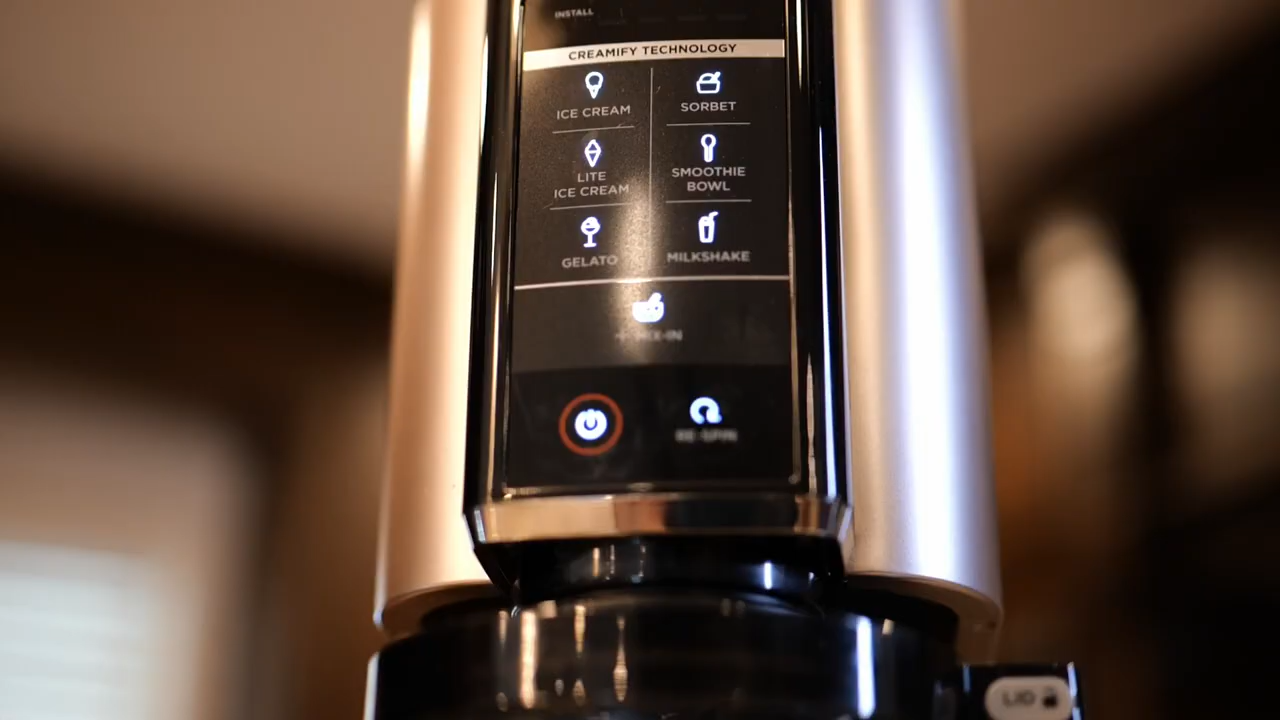 INSTALL
CREAMIFY TECHNOLOGY
ICE CREAM
SORBET
LITE
ICE CREAM
SMOOTHIE
BOWL
GELATO
MILKSHAKE
MIX-IN
RE-SPIN
LID